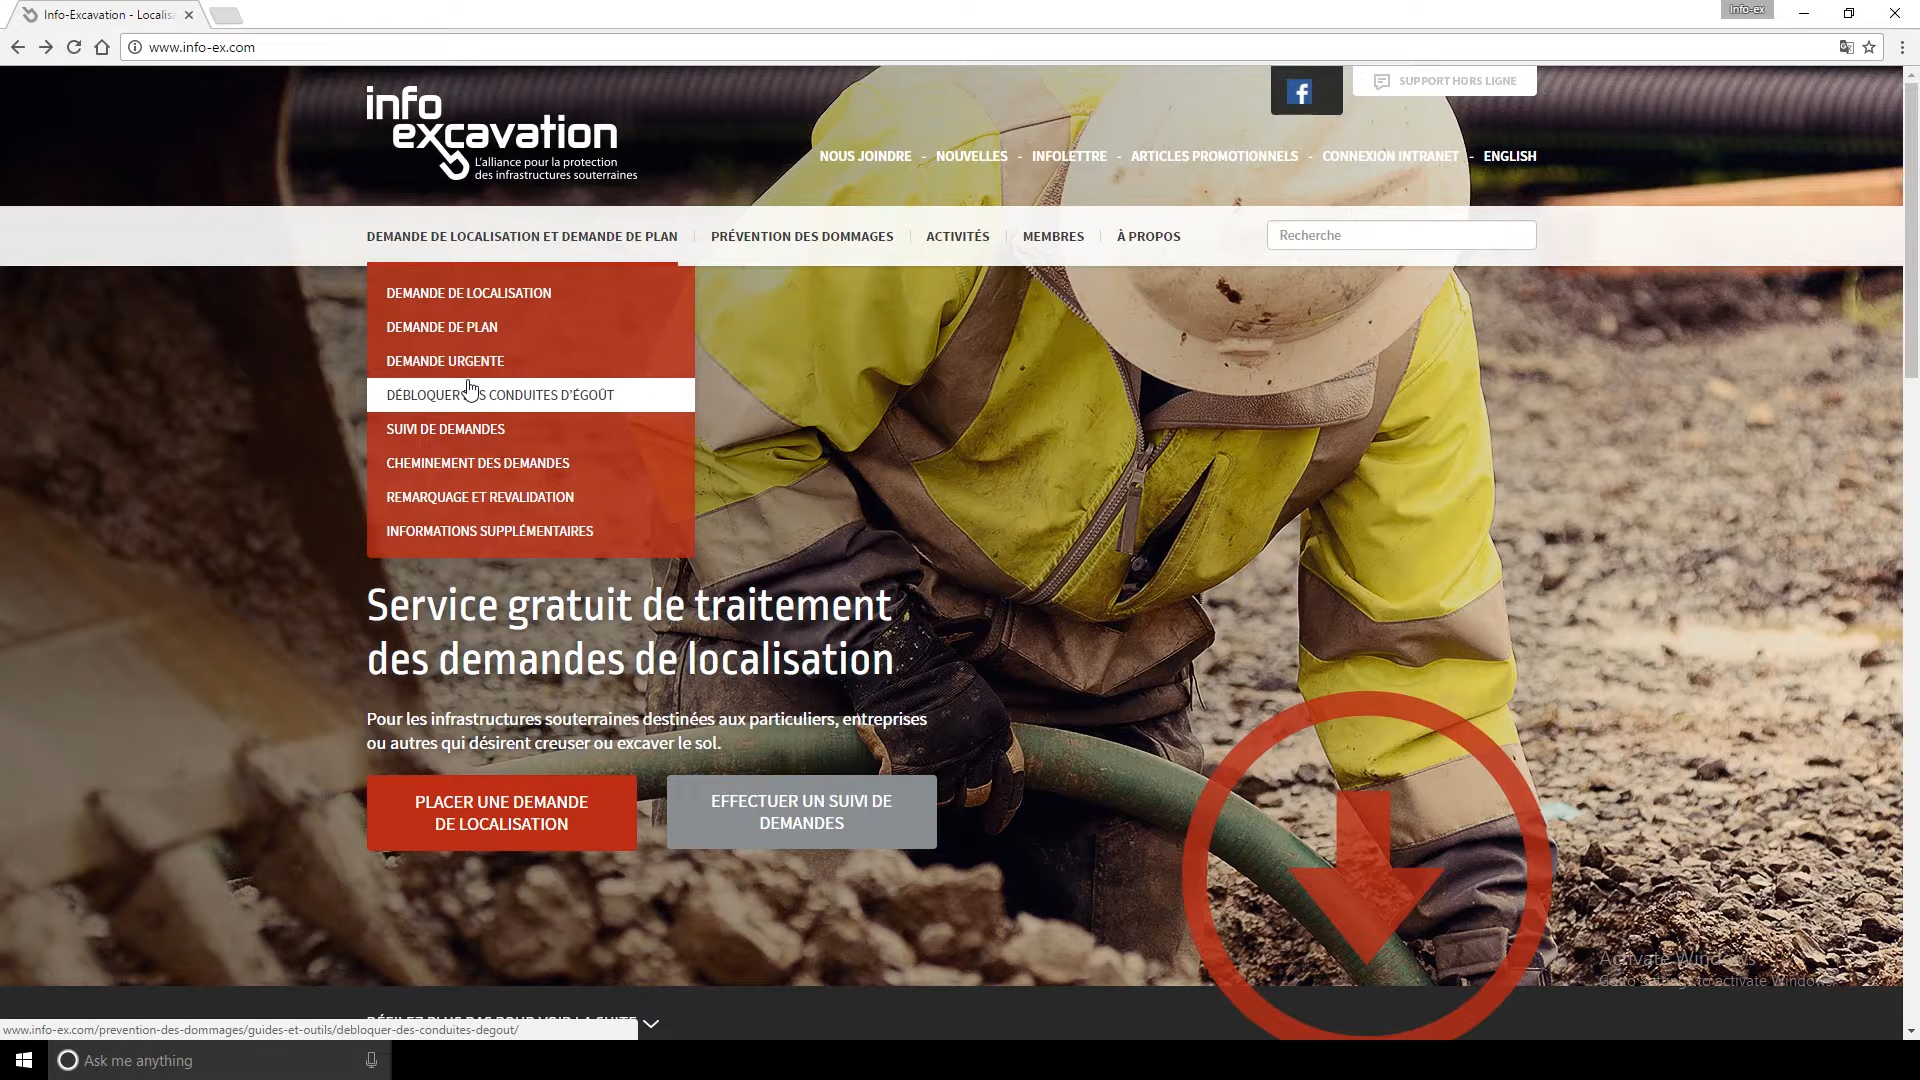 Info-Excavation - Localis
Info-ex
www.info-ex.com
info
excavation
L'alliance pour la protection
des infrastructures souterraines
f
SUPPORT HORS LIGNE
NOUS JOINDRE - NOUVELLES - INFOLETTRE - ARTICLES PROMOTIONNELS - CONNEXION INTRANET - ENGLISH
DEMANDE DE LOCALISATION ET DEMANDE DE PLAN PRÉVENTION DES DOMMAGES ACTIVITÉS MEMBRES À PROPOS Recherche
DEMANDE DE LOCALISATION
DEMANDE DE PLAN
DEMANDE URGENTE
DÉBLOQUER CONDUITES D'ÉGOÛT
SUIVI DE DEMANDES
CHEMINEMENT DES DEMANDES
REMARQUAGE ET REVALIDATION
INFORMATIONS SUPPLÉMENTAIRES
Service gratuit de traitement
des demandes de localisation
Pour les infrastructures souterraines destinées aux particuliers, entreprises
ou autres qui désirent creuser ou excaver le sol.
PLACER UNE DEMANDE
DE LOCALISATION
EFFECTUER UN SUIVI DE
DEMANDES
Activate Windows
Go to Settings to activate Windows.
DÉFILEZ PLUS BAS POUR VOIR LA SUITE
www.info-ex.com/prevention-des-dommages/guides-et-outils/debloquer-des-conduites-degout/
Ask me anything